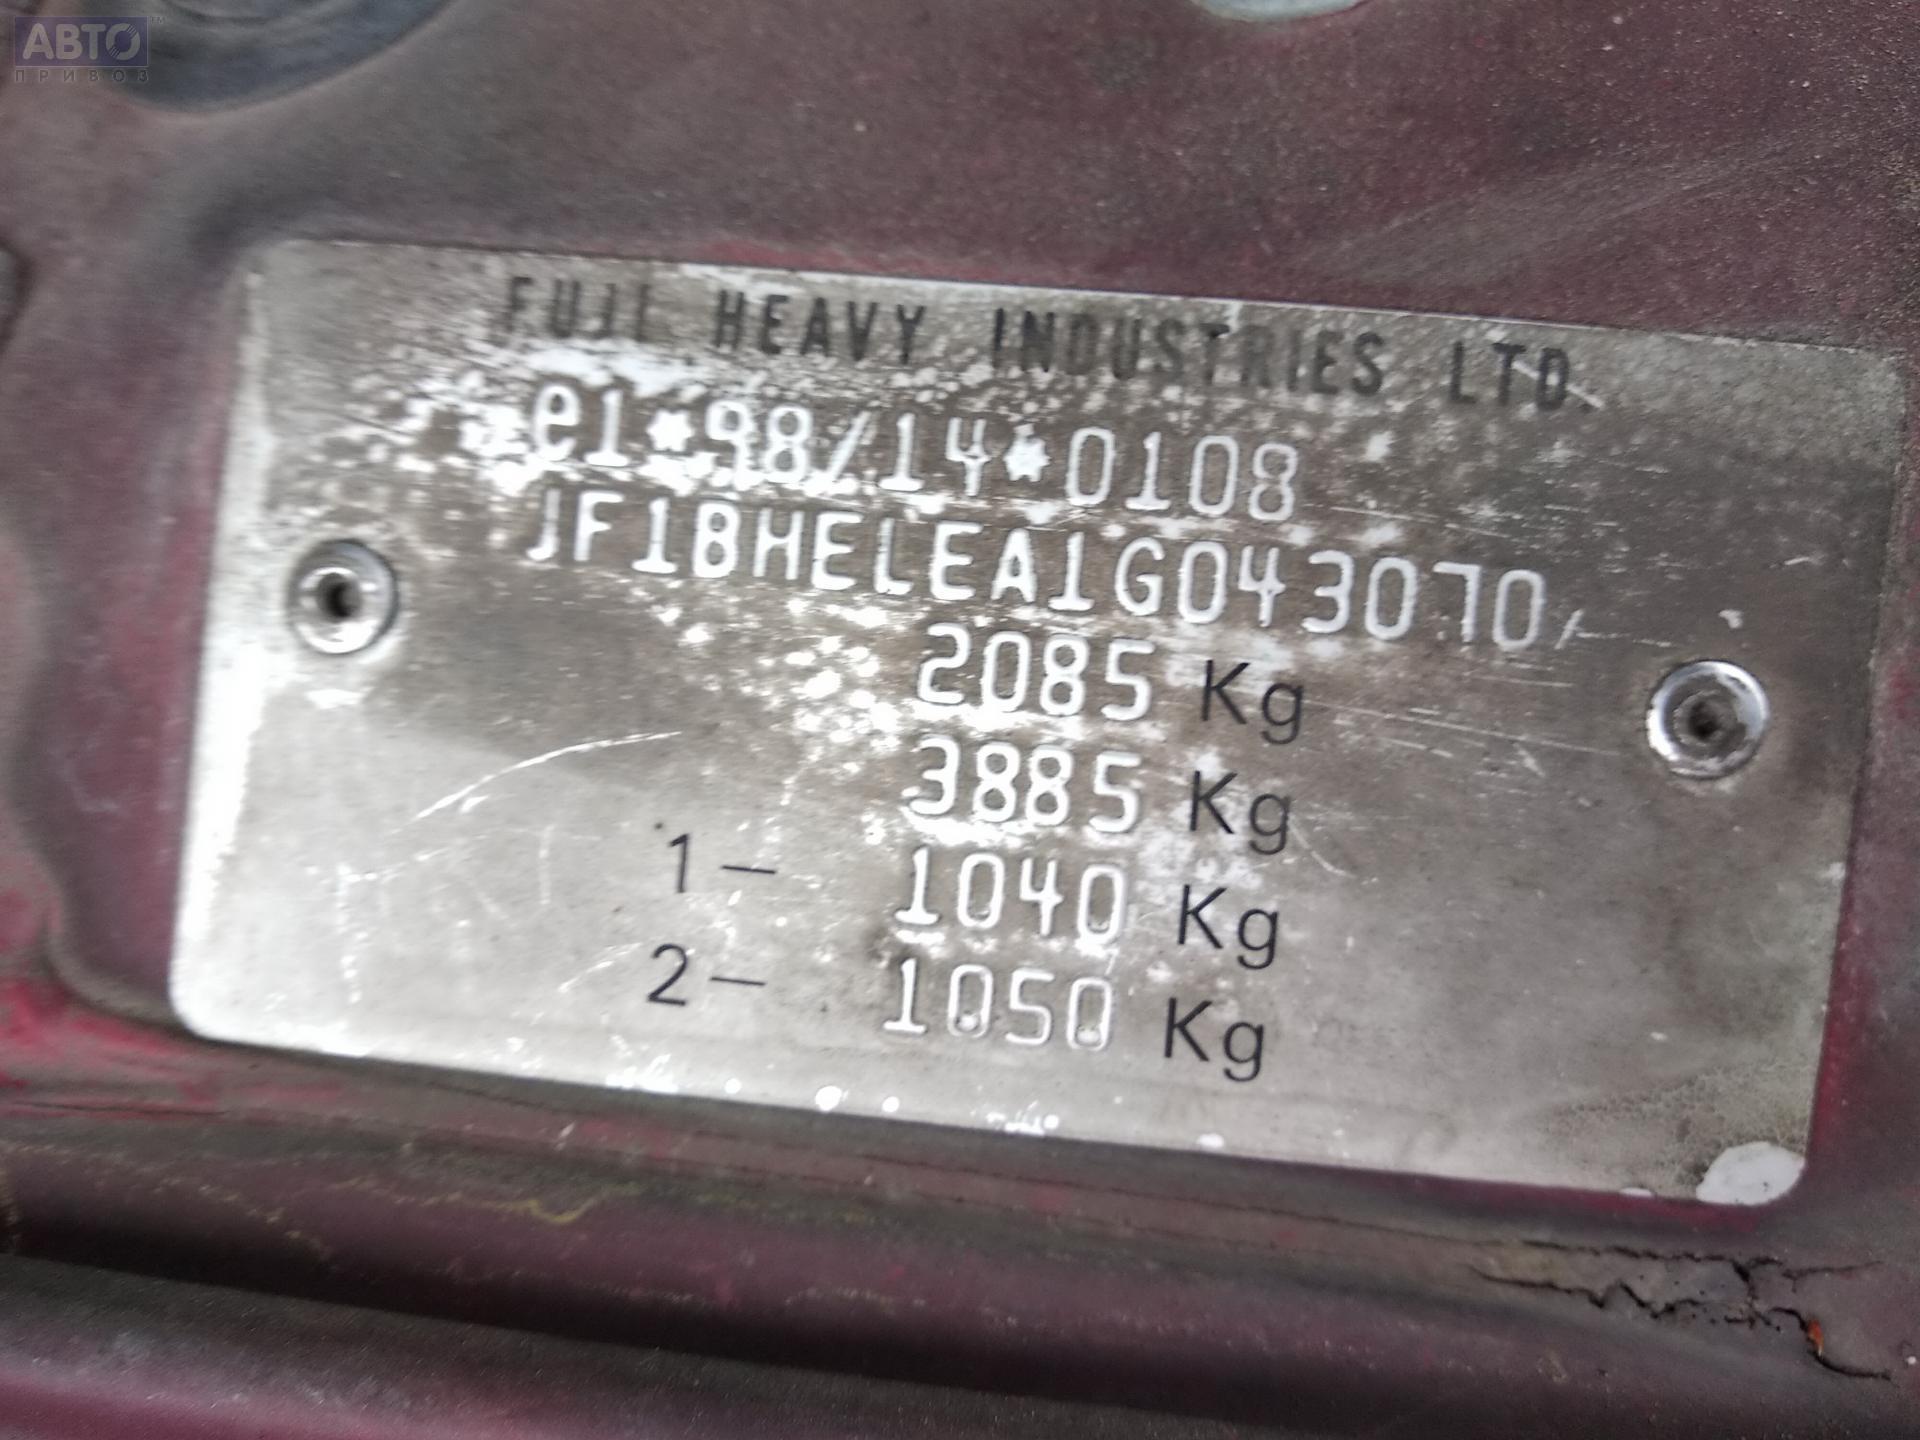 АВТО™
ПРИВОЗ
FUJI HEAVY INDUSTRIES LTD.
e1*98/14*0108
JF1BHELEA1G043070
2085 Kg
3885 Kg
1- 1040 Kg
2- 1050 Kg